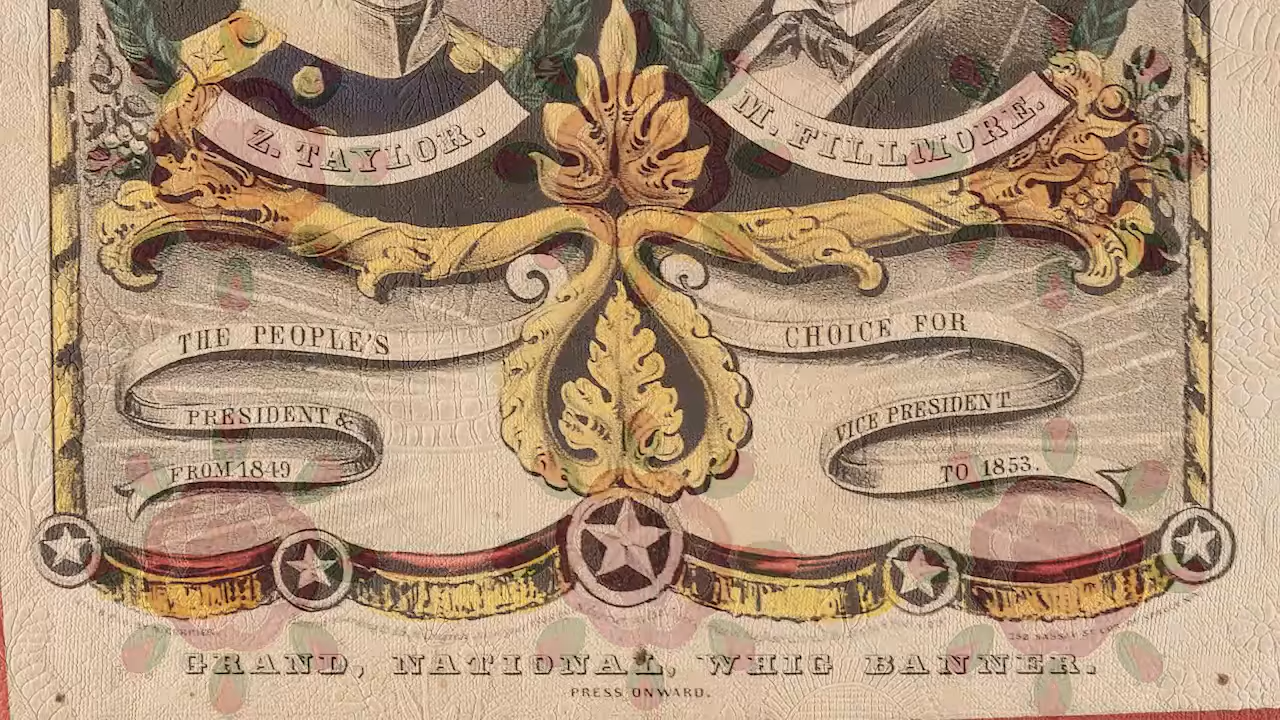 Z. TAYLOR.
M. FILLMORE.
THE PEOPLE'S
CHOICE FOR
PRESIDENT &
VICE PRESIDENT
FROM 1849
TO 1853.
GRAND, NATIONAL, WHIG BANNER.
PRESS ONWARD.